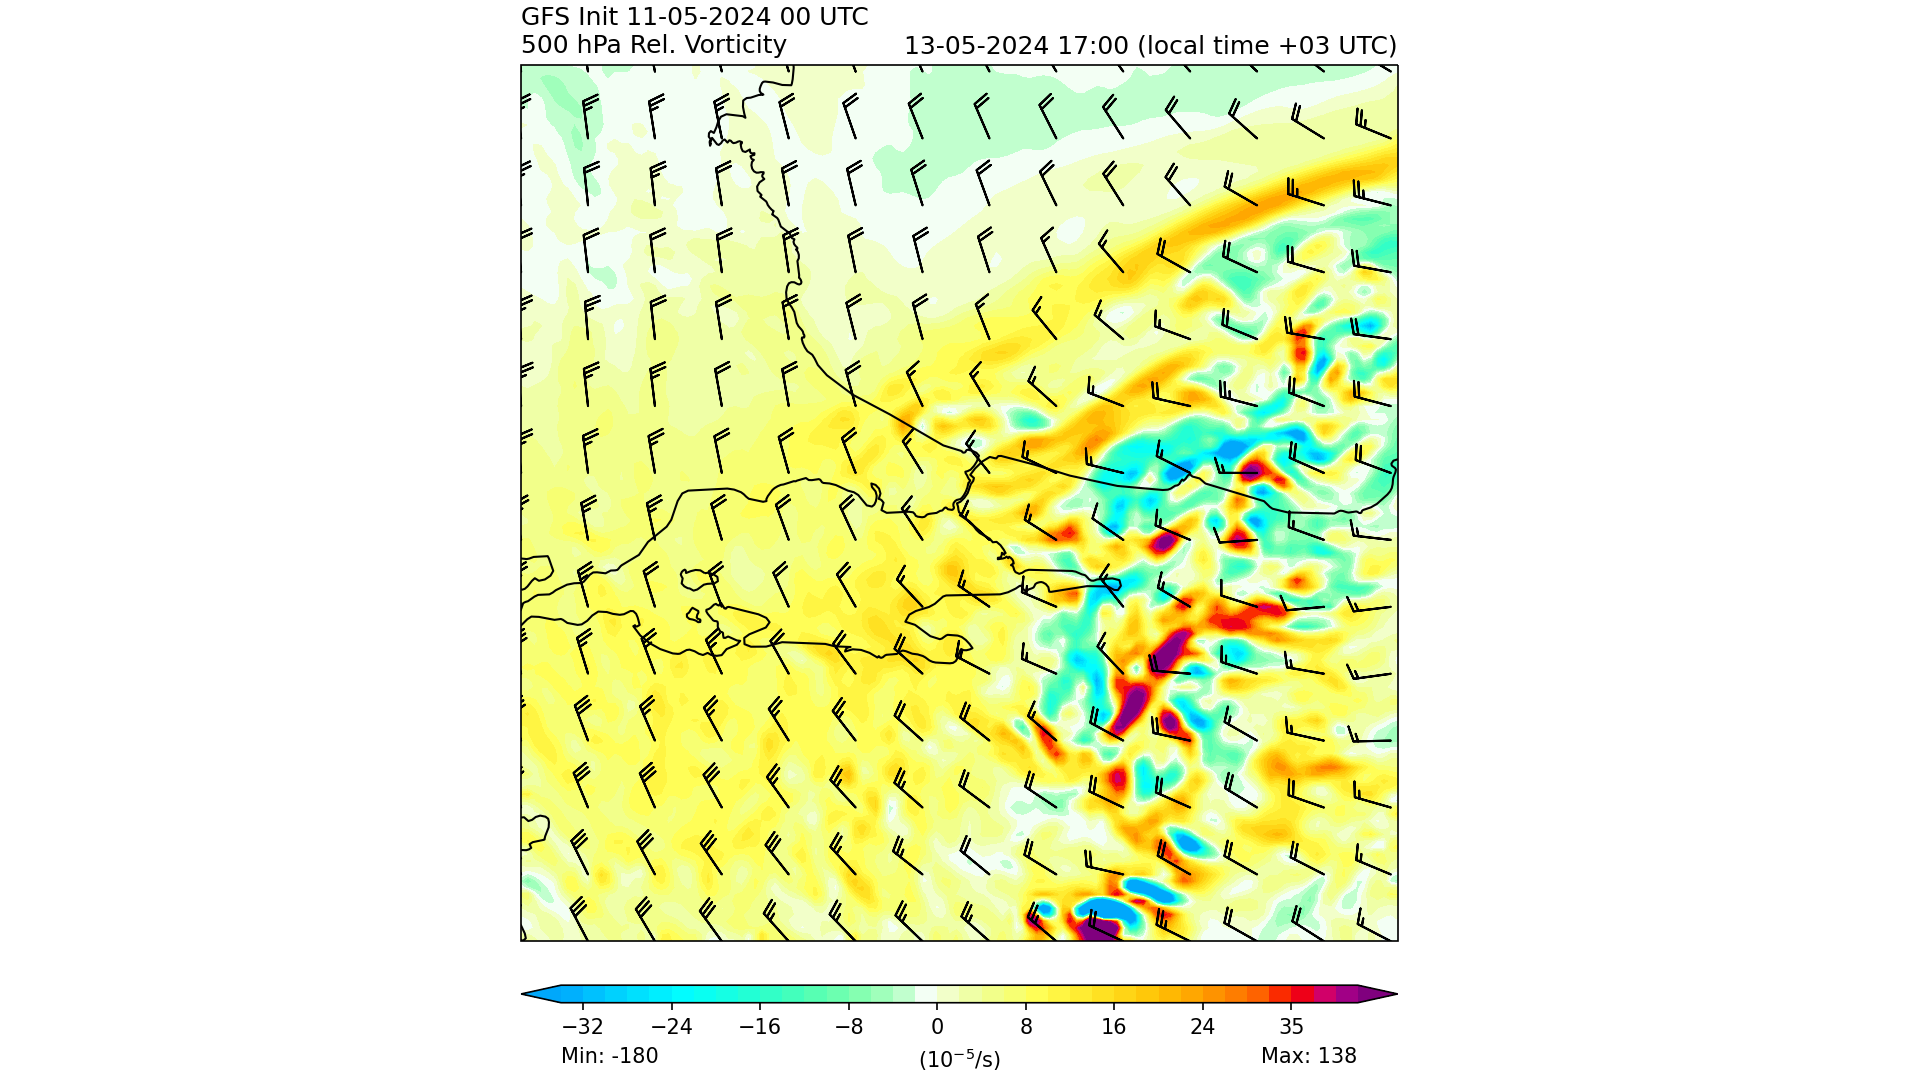 GFS Init 11-05-2024 00 UTC
500 hPa Rel. Vorticity
13-05-2024 17:00 (local time +03 UTC)
−32 −24 −16 −8 0 8 16 24 35
Min: -180 (10⁻⁵/s) Max: 138